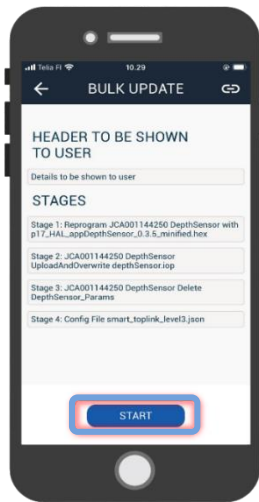 Telia FI 10.29
BULK UPDATE
HEADER TO BE SHOWN
TO USER
Details to be shown to user
STAGES
Stage 1: Reprogram JCA001144250 DepthSensor with
p17_HAL_appDepthSensor_0.3.5_minified.hex
Stage 2: JCA001144250 DepthSensor
UploadAndOverwrite depthSensor.iop
Stage 3: JCA001144250 DepthSensor Delete
DepthSensor_Params
Stage 4: Config File smart_toplink_level3.json
START